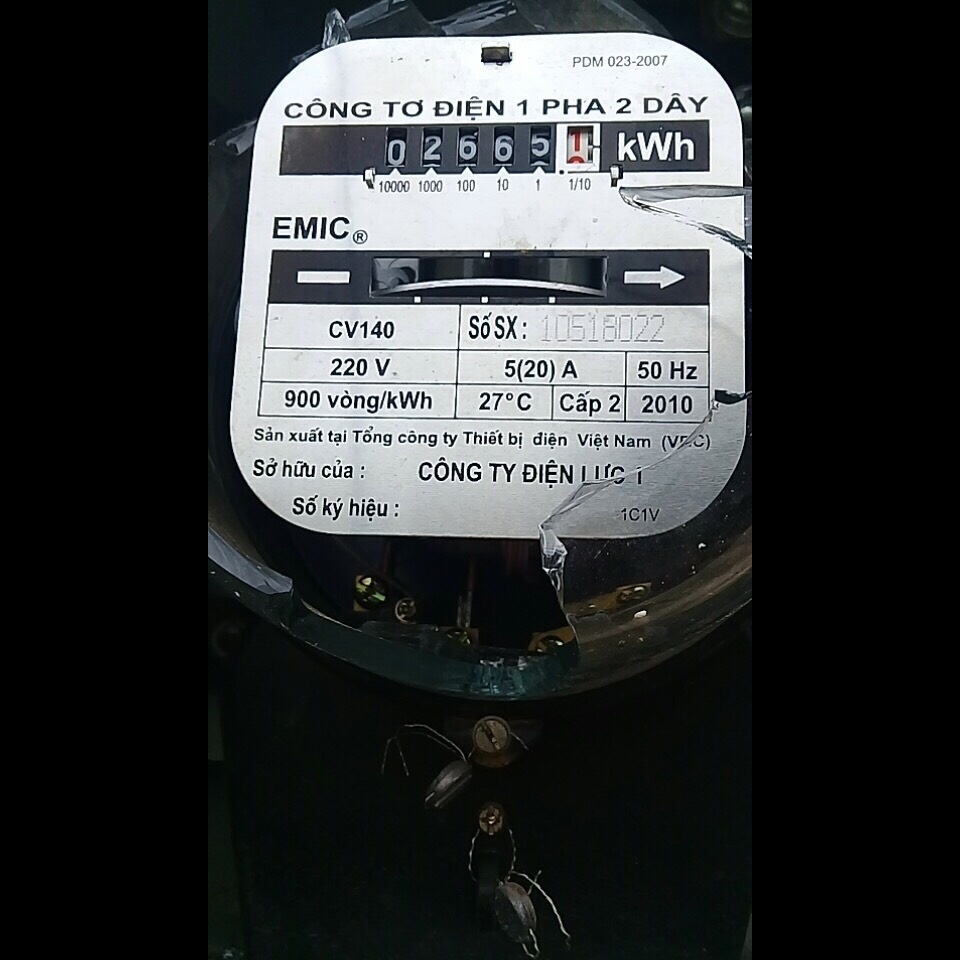 PDM 023-2007
CÔNG TƠ ĐIỆN 1 PHA 2 DÂY
0 2 6 6 5 1 kWh
10000 1000 100 10 1 1/10
EMIC®
CV140 Số SX: 10518022
220 V 5(20) A 50 Hz
900 vòng/kWh 27°C Cấp 2 2010
Sản xuất tại Tổng công ty Thiết bị điện Việt Nam (VEC)
Sở hữu của : CÔNG TY ĐIỆN LỰC 1
Số ký hiệu :
1C1V